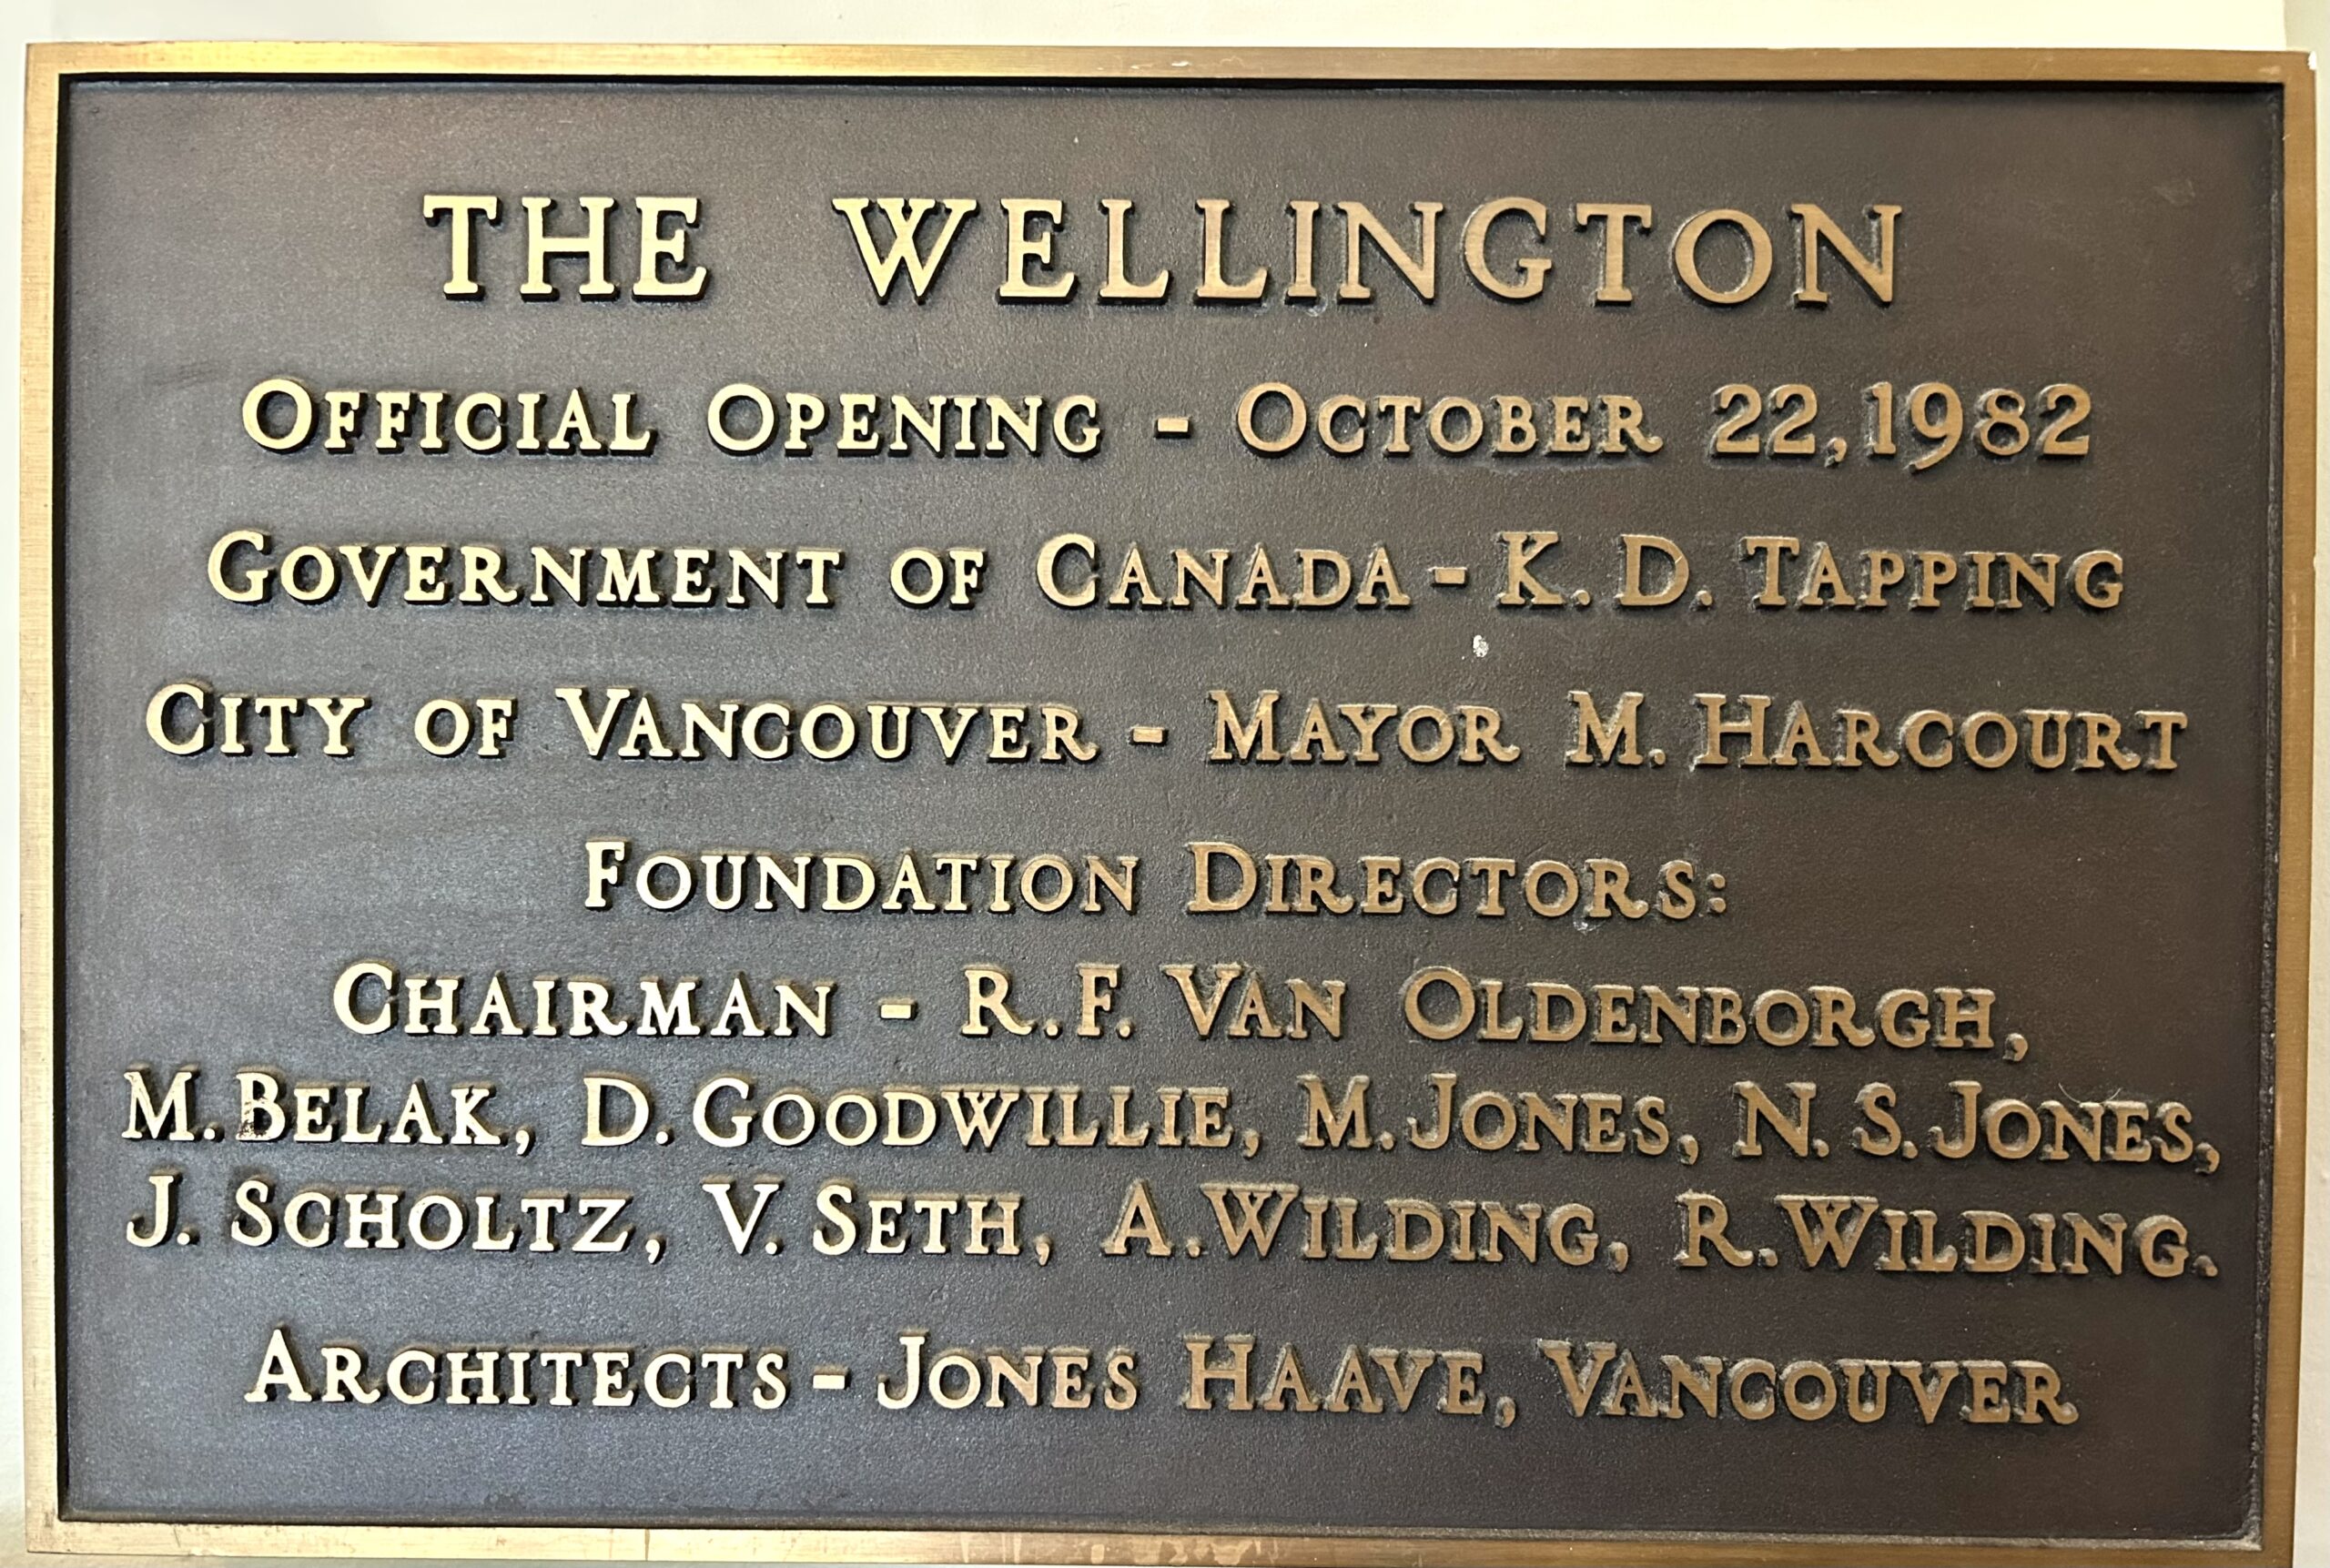 THE WELLINGTON
OFFICIAL OPENING - OCTOBER 22, 1982
GOVERNMENT OF CANADA - K. D. TAPPING
CITY OF VANCOUVER - MAYOR M. HARCOURT
FOUNDATION DIRECTORS:
CHAIRMAN - R. F. VAN OLDENBORGH,
M. BELAK, D. GOODWILLIE, M. JONES, N. S. JONES,
J. SCHOLTZ, V. SETH, A. WILDING, R. WILDING.
ARCHITECTS - JONES HAAVE, VANCOUVER